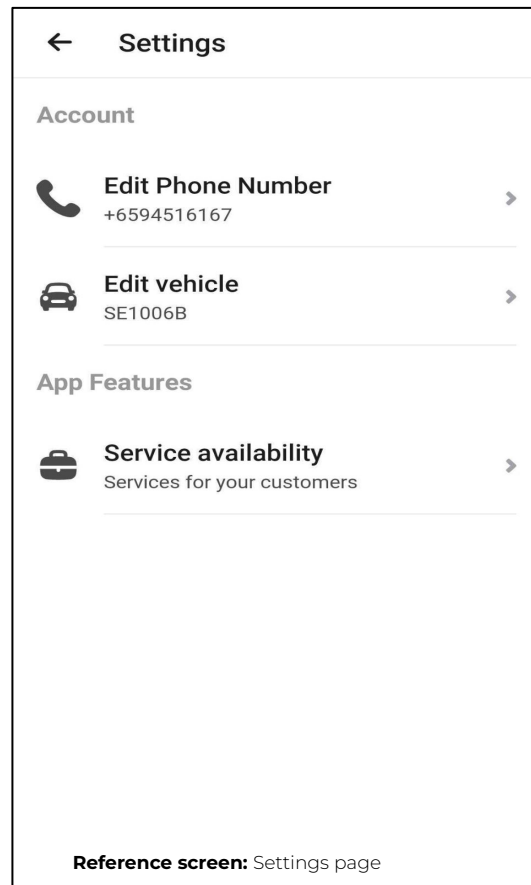 Settings
Account
Edit Phone Number
+6594516167
Edit vehicle
SE1006B
App Features
Service availability
Services for your customers
Reference screen: Settings page